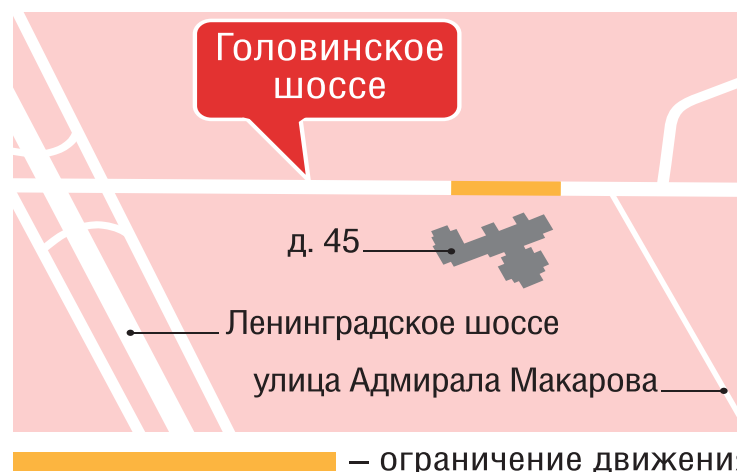 Головинское
шоссе
д. 45
Ленинградское шоссе
улица Адмирала Макарова
– ограничение движения